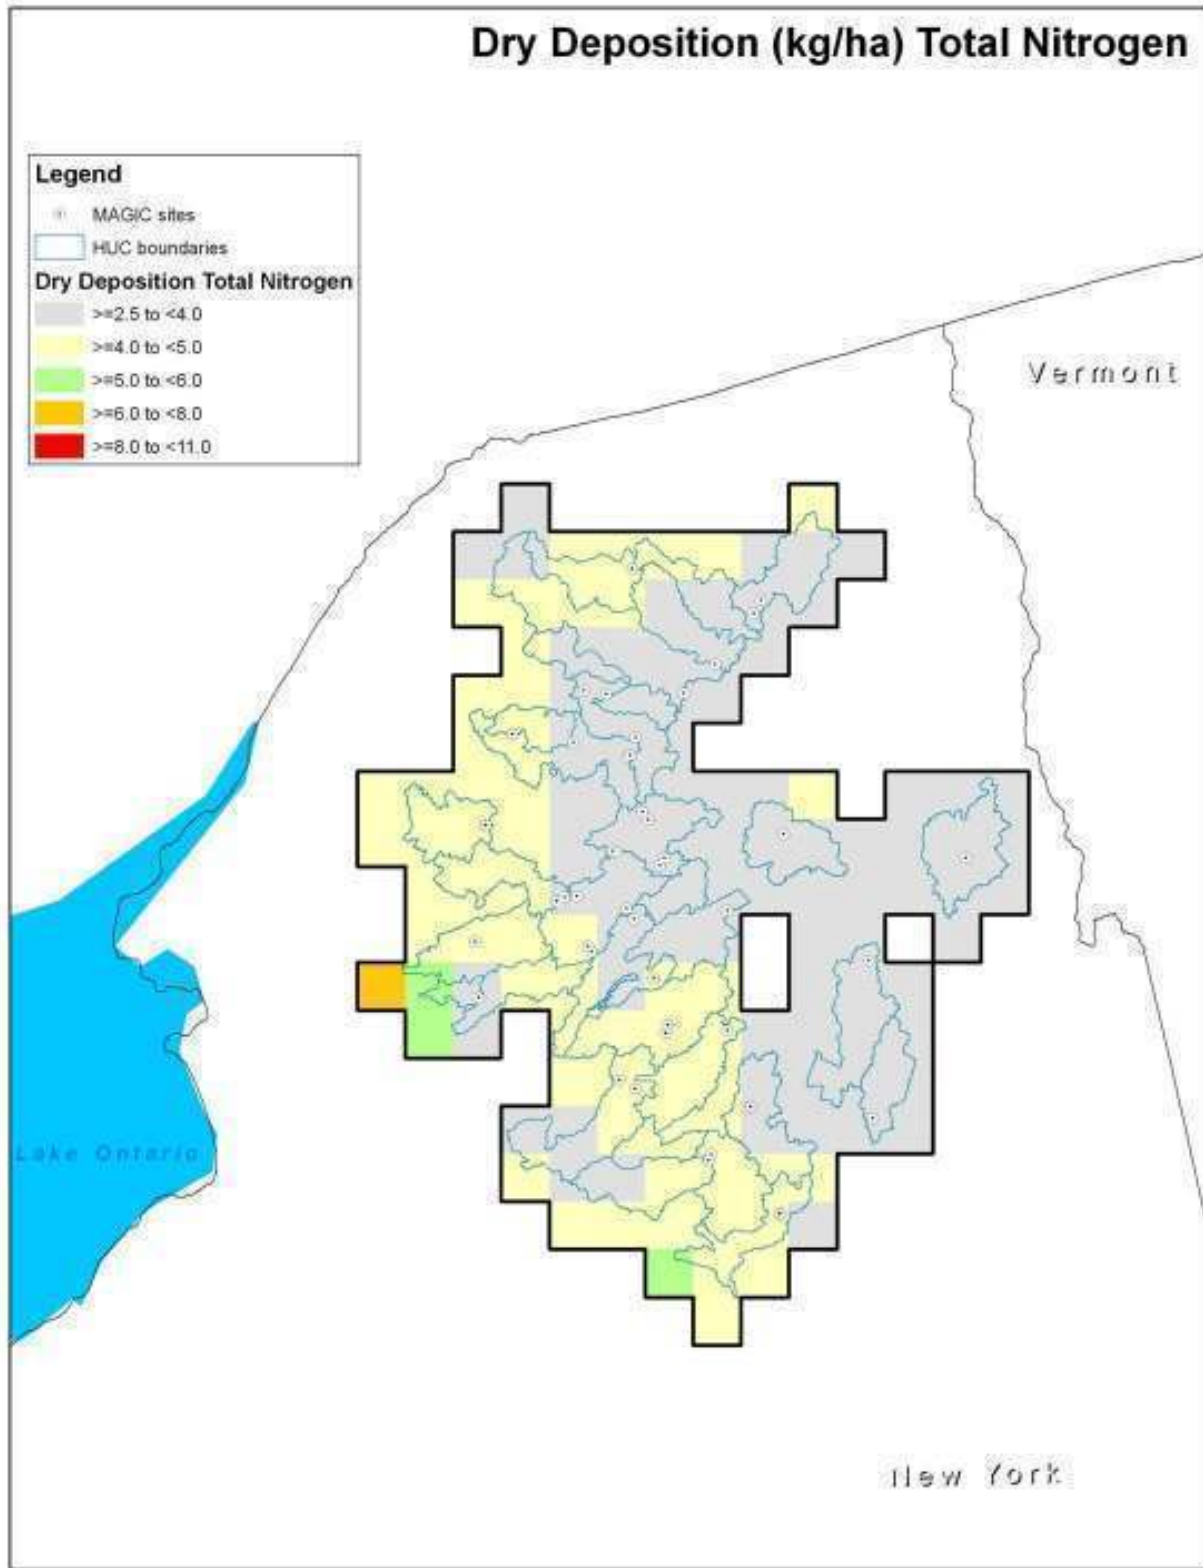 Dry Deposition (kg/ha) Total Nitrogen
Legend
MAGIC sites
HUC boundaries
Dry Deposition Total Nitrogen
>=2.5 to <4.0
>=4.0 to <5.0
>=5.0 to <6.0
>=6.0 to <8.0
>=8.0 to <11.0
Vermont
Lake Ontario
New York